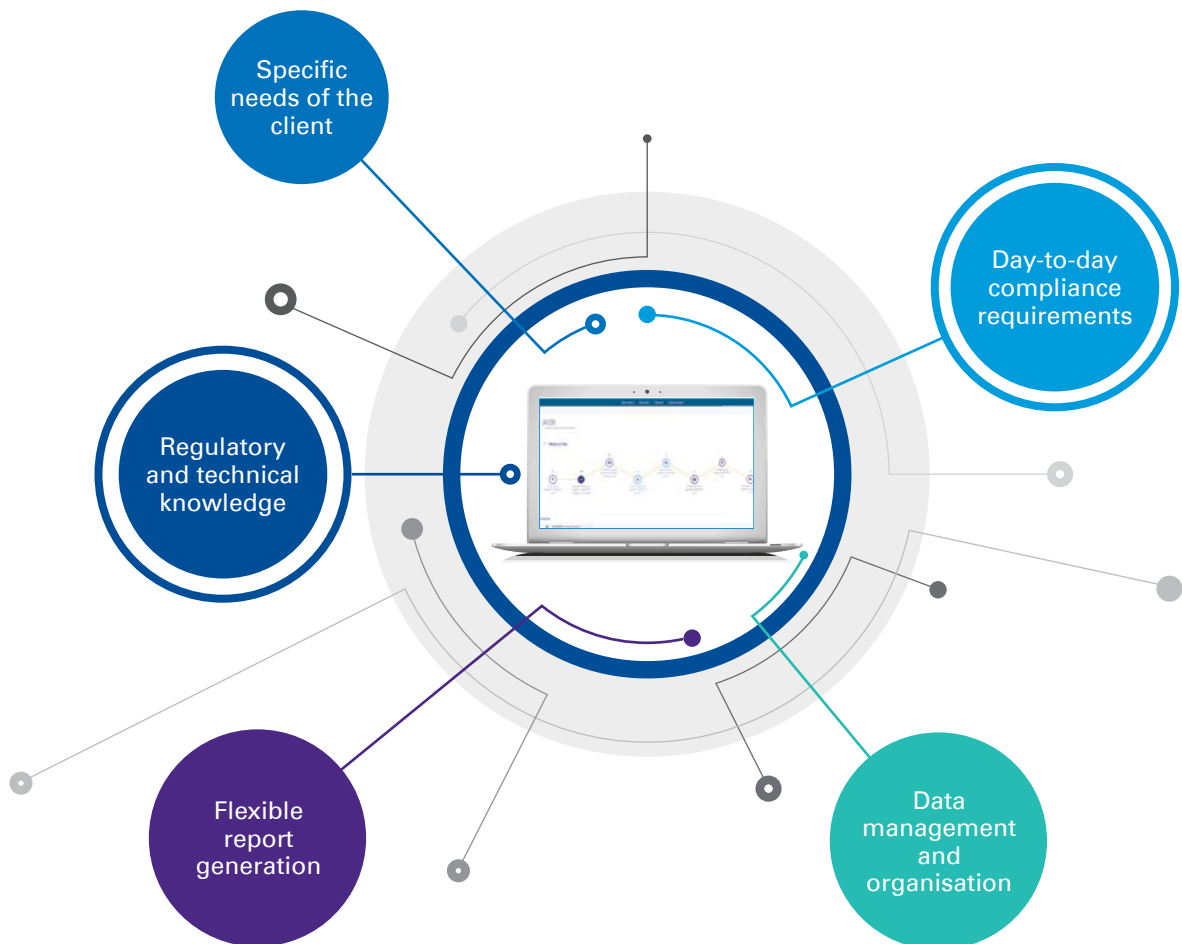 Specific
needs of the
client
Day-to-day
compliance
requirements
Regulatory
and technical
knowledge
Flexible
report
generation
Data
management
and
organisation